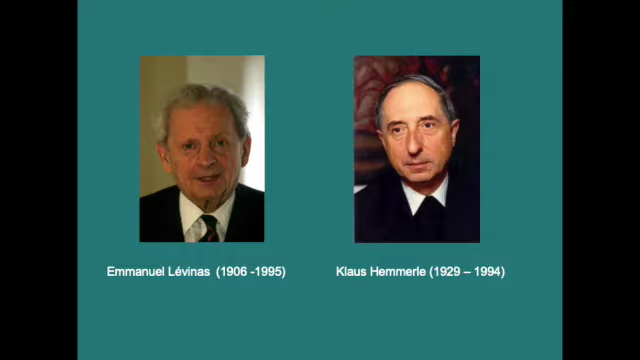 Emmanuel Lévinas (1906 -1995)
Klaus Hemmerle (1929 – 1994)